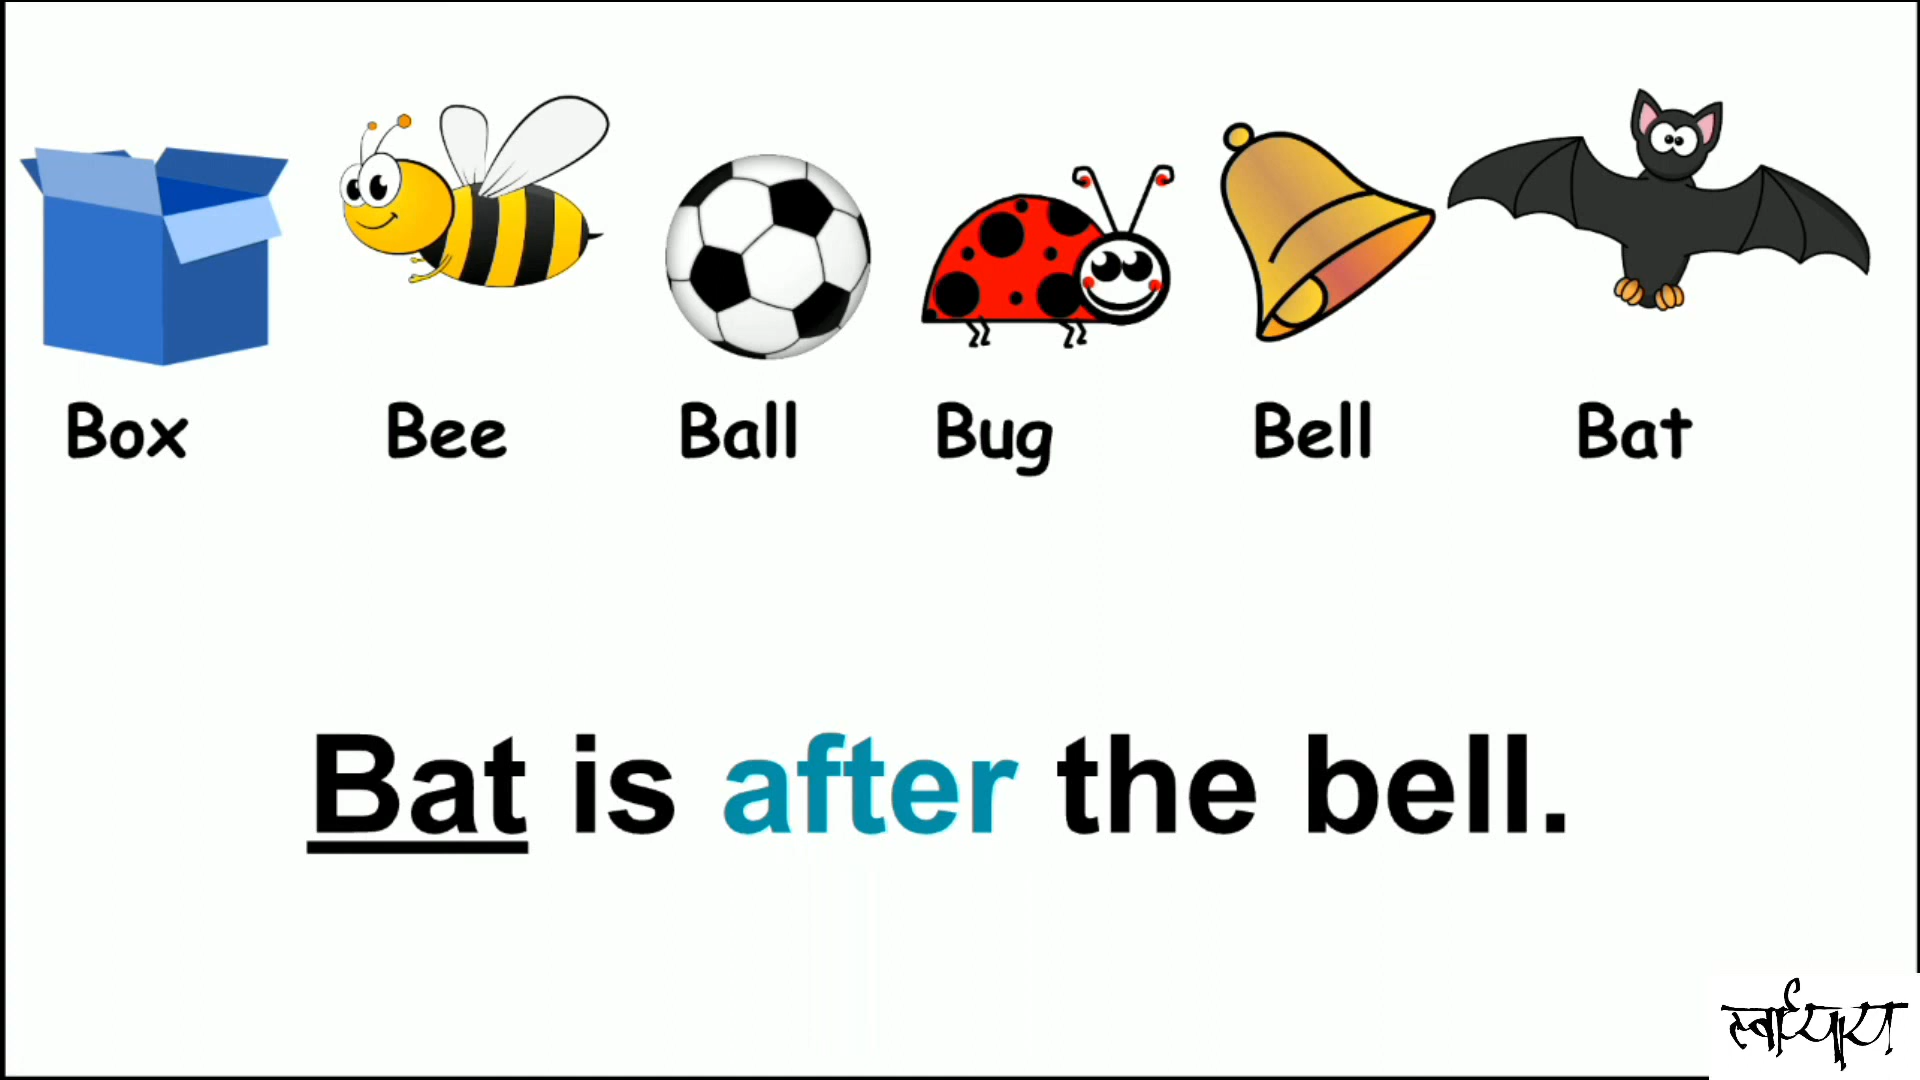 Box Bee Ball Bug Bell Bat
Bat is after the bell.
स्वाध्याय